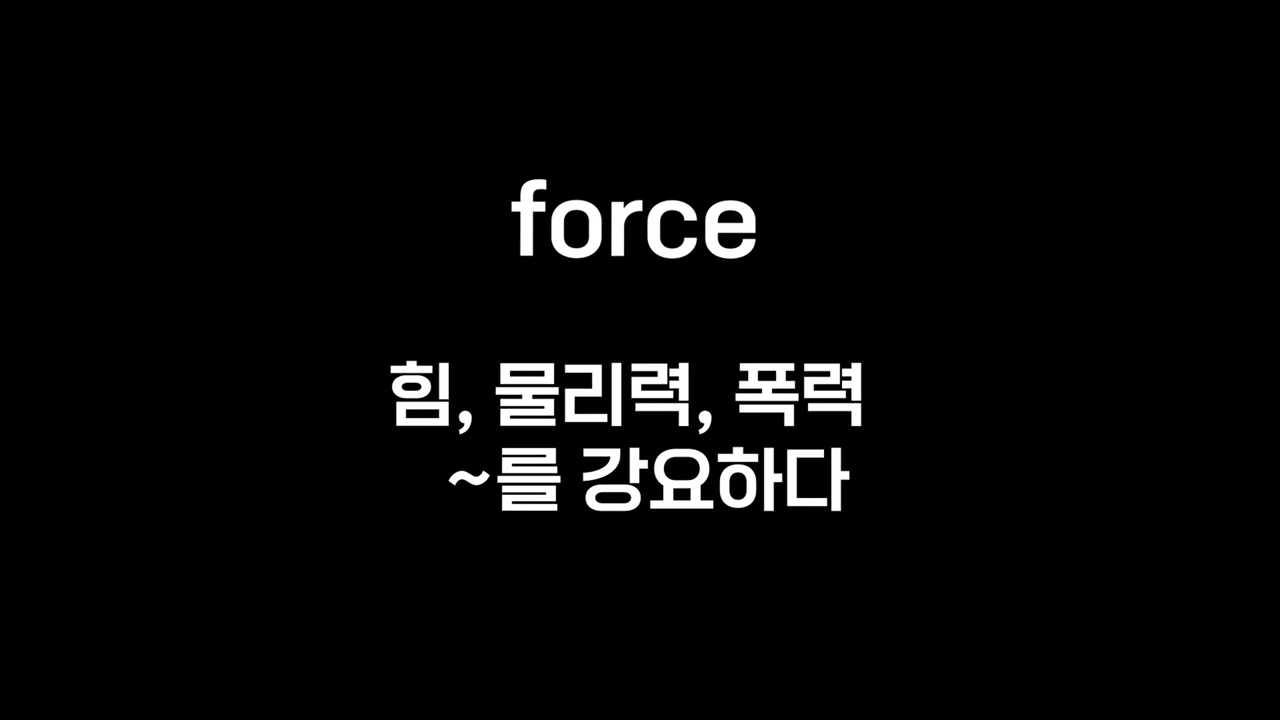 force
힘, 물리력, 폭력
~를 강요하다